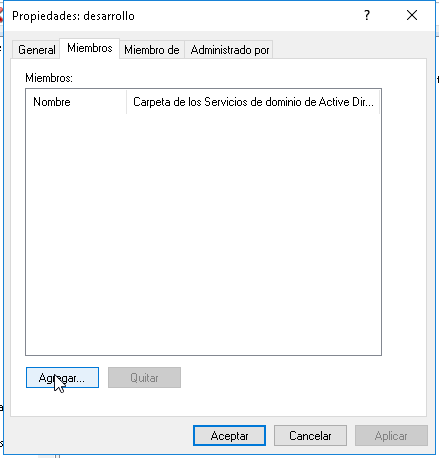 Propiedades: desarrollo ? ✕
General Miembros Miembro de Administrado por
Miembros:
Nombre Carpeta de los Servicios de dominio de Active Dir...
Agregar... Quitar
Aceptar Cancelar Aplicar